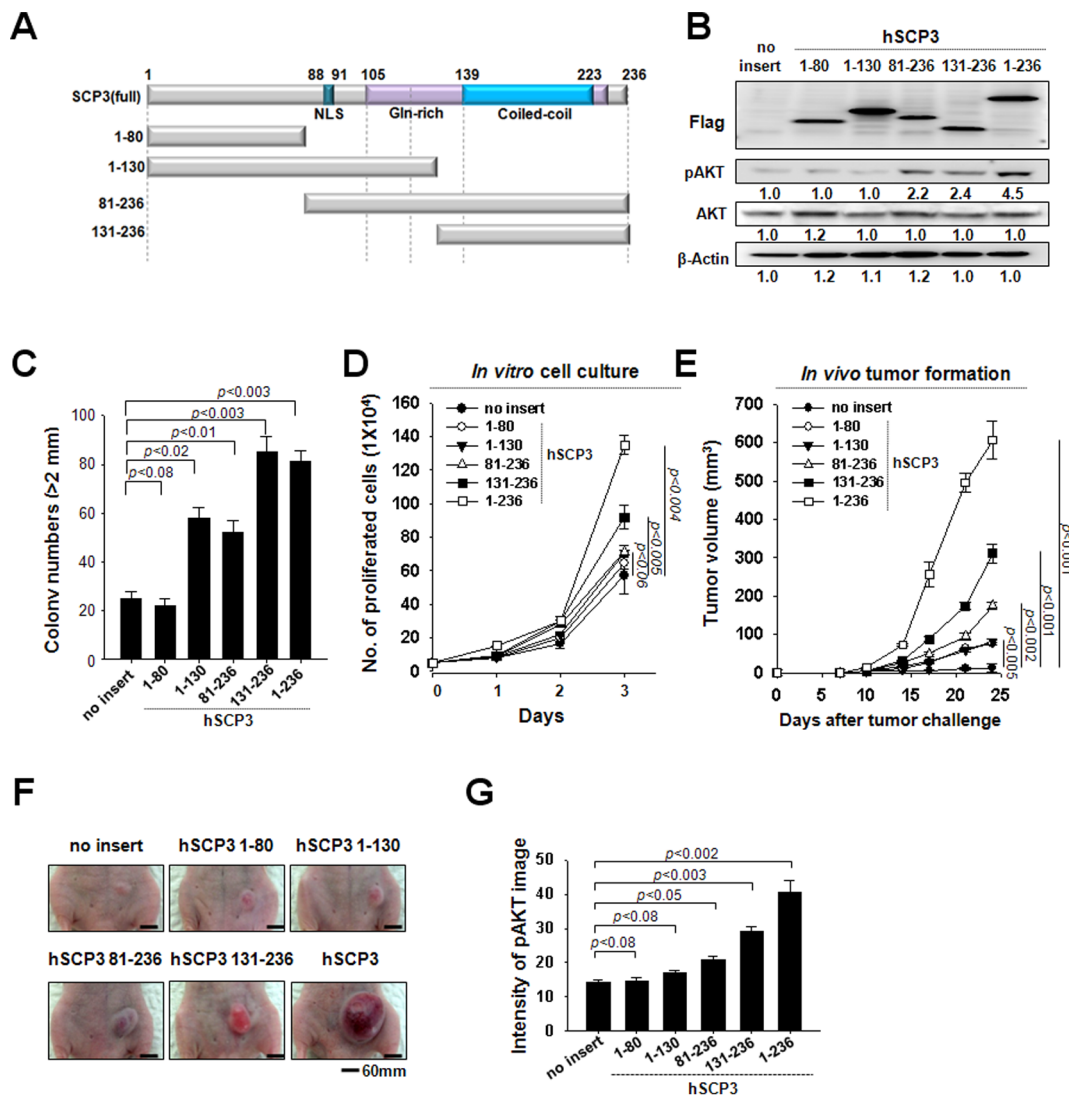 A
1 88 91 105 139 223 236
SCP3(full)
NLS Gln-rich Coiled-coil
1-80
1-130
81-236
131-236
B
hSCP3
no insert 1-80 1-130 81-236 131-236 1-236
Flag
pAKT
1.0 1.0 1.0 2.2 2.4 4.5
AKT
1.0 1.2 1.0 1.0 1.0 1.0
β-Actin
1.0 1.2 1.1 1.2 1.0 1.0
C
Colony numbers (>2 mm)
100
80
60
40
20
0
p<0.003
p<0.003
p<0.01
p<0.02
p<0.08
no insert 1-80 1-130 81-236 131-236 1-236
hSCP3
D
In vitro cell culture
No. of proliferated cells (1X10⁴)
160
140
120
100
80
60
40
20
0
no insert
1-80
1-130
81-236
131-236
1-236
hSCP3
p<0.004
p<0.005
p<0.06
0 1 2 3
Days
E
In vivo tumor formation
Tumor volume (mm³)
700
600
500
400
300
200
100
0
no insert
1-80
1-130
81-236
131-236
1-236
hSCP3
p<0.001
p<0.001
p<0.002
p<0.005
0 5 10 15 20 25
Days after tumor challenge
F
no insert hSCP3 1-80 hSCP3 1-130
hSCP3 81-236 hSCP3 131-236 hSCP3
60mm
G
Intensity of pAKT image
50
40
30
20
10
0
p<0.002
p<0.003
p<0.05
p<0.08
p<0.08
no insert 1-80 1-130 81-236 131-236 1-236
hSCP3